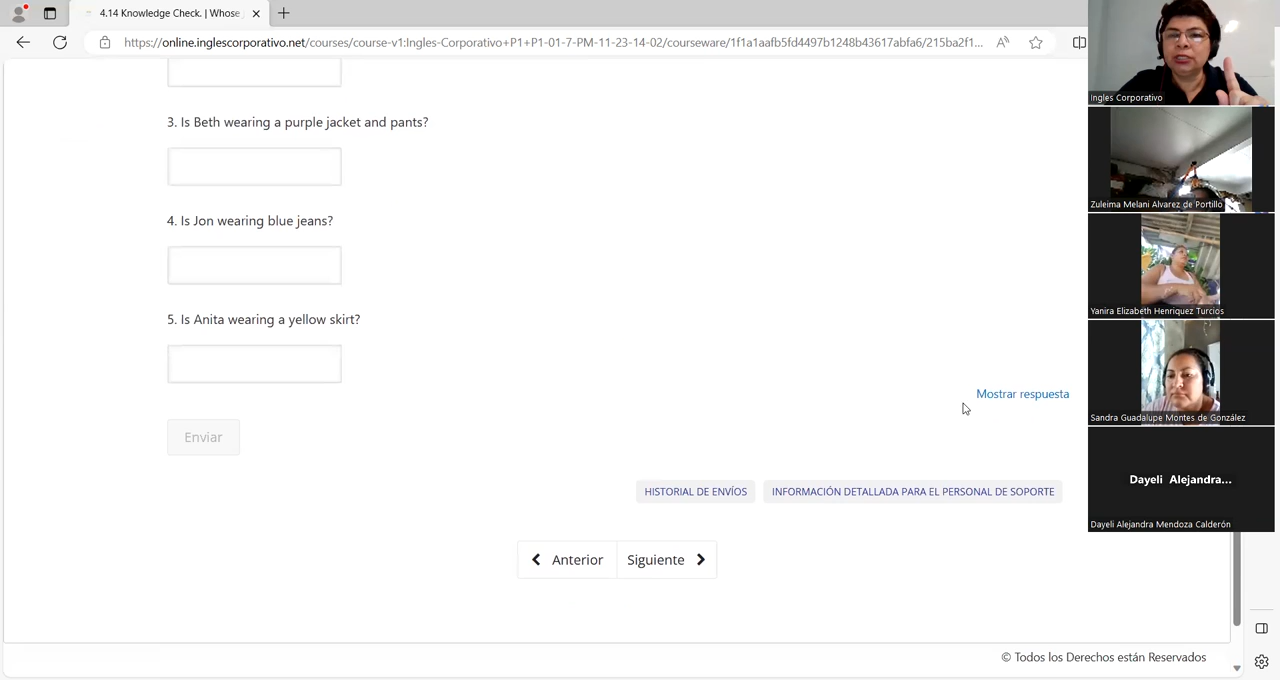 4.14 Knowledge Check. | Whose
https://online.inglescorporativo.net/courses/course-v1:Ingles-Corporativo+P1+P1-01-7-PM-11-23-14-02/courseware/1f1a1aafb5fd4497b1248b43617abfa6/215ba2f1...
3. Is Beth wearing a purple jacket and pants?
4. Is Jon wearing blue jeans?
5. Is Anita wearing a yellow skirt?
Mostrar respuesta
Enviar
HISTORIAL DE ENVÍOS
INFORMACIÓN DETALLADA PARA EL PERSONAL DE SOPORTE
Anterior
Siguiente
© Todos los Derechos están Reservados
Ingles Corporativo
Zuleima Melani Alvarez de Portillo
Yanira Elizabeth Henriquez Turcios
Sandra Guadalupe Montes de González
Dayeli Alejandra...
Dayeli Alejandra Mendoza Calderón